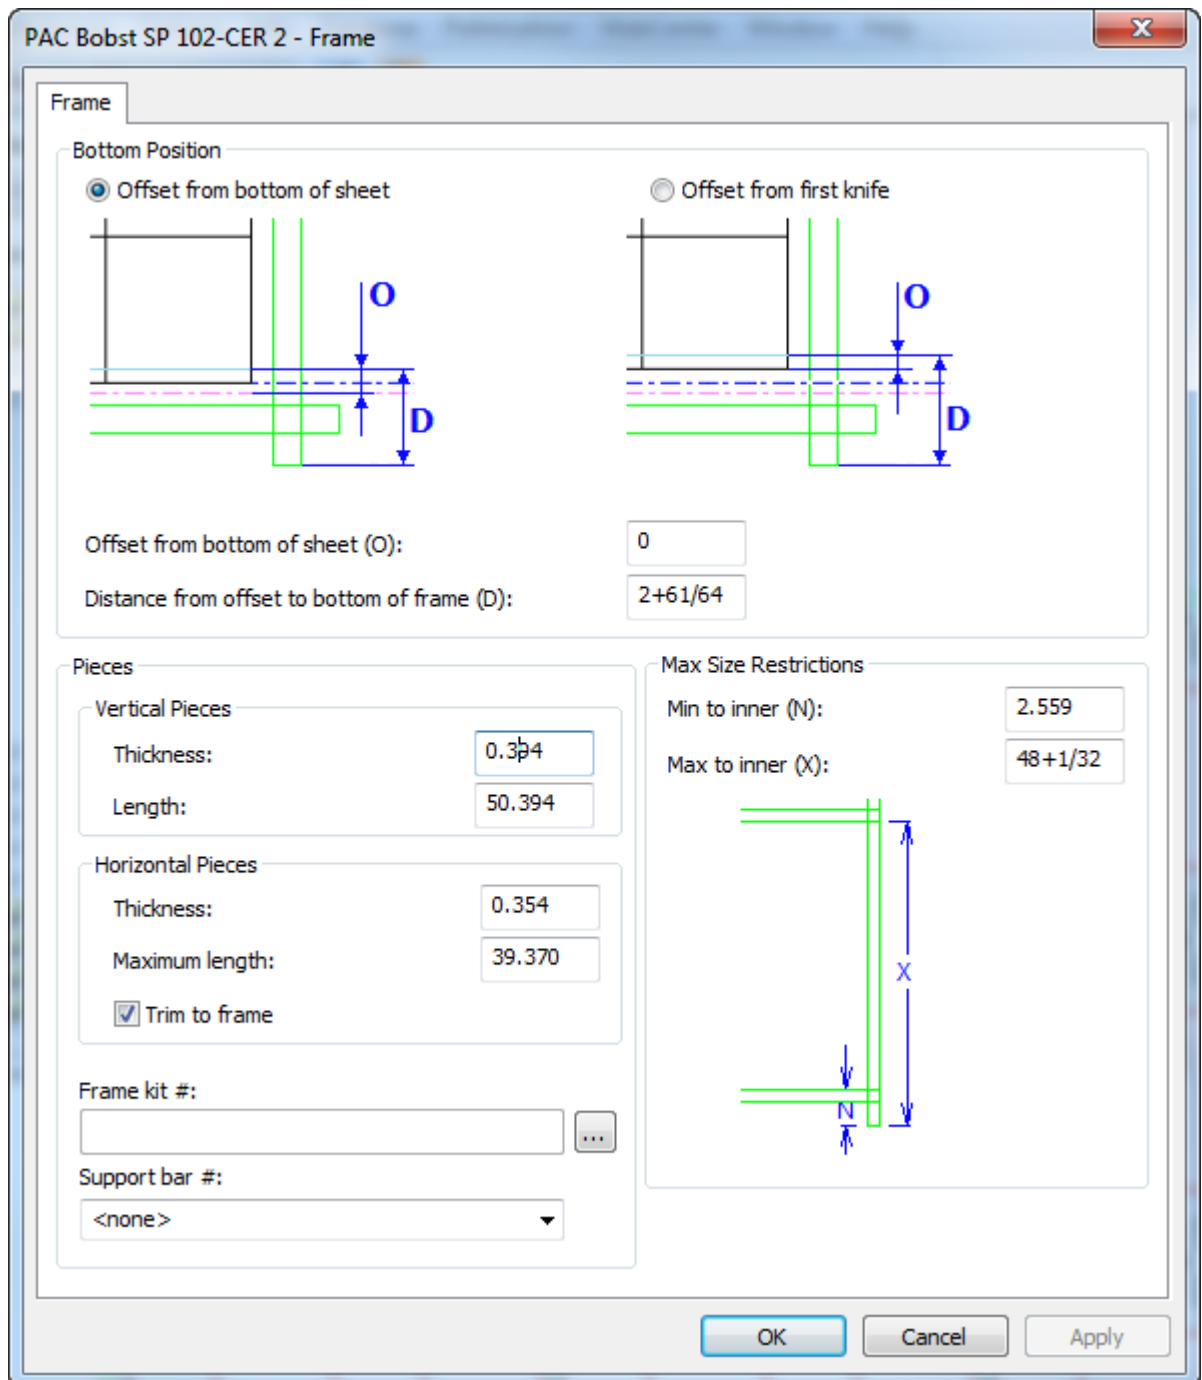 PAC Bobst SP 102-CER 2 - Frame
Frame
Bottom Position
Offset from bottom of sheet
Offset from first knife
O
D
O
D
Offset from bottom of sheet (O):
0
Distance from offset to bottom of frame (D):
2+61/64
Pieces
Vertical Pieces
Thickness:
0.394
Length:
50.394
Horizontal Pieces
Thickness:
0.354
Maximum length:
39.370
Trim to frame
Frame kit #:
...
Support bar #:
<none>
Max Size Restrictions
Min to inner (N):
2.559
Max to inner (X):
48+1/32
X
N
OK
Cancel
Apply